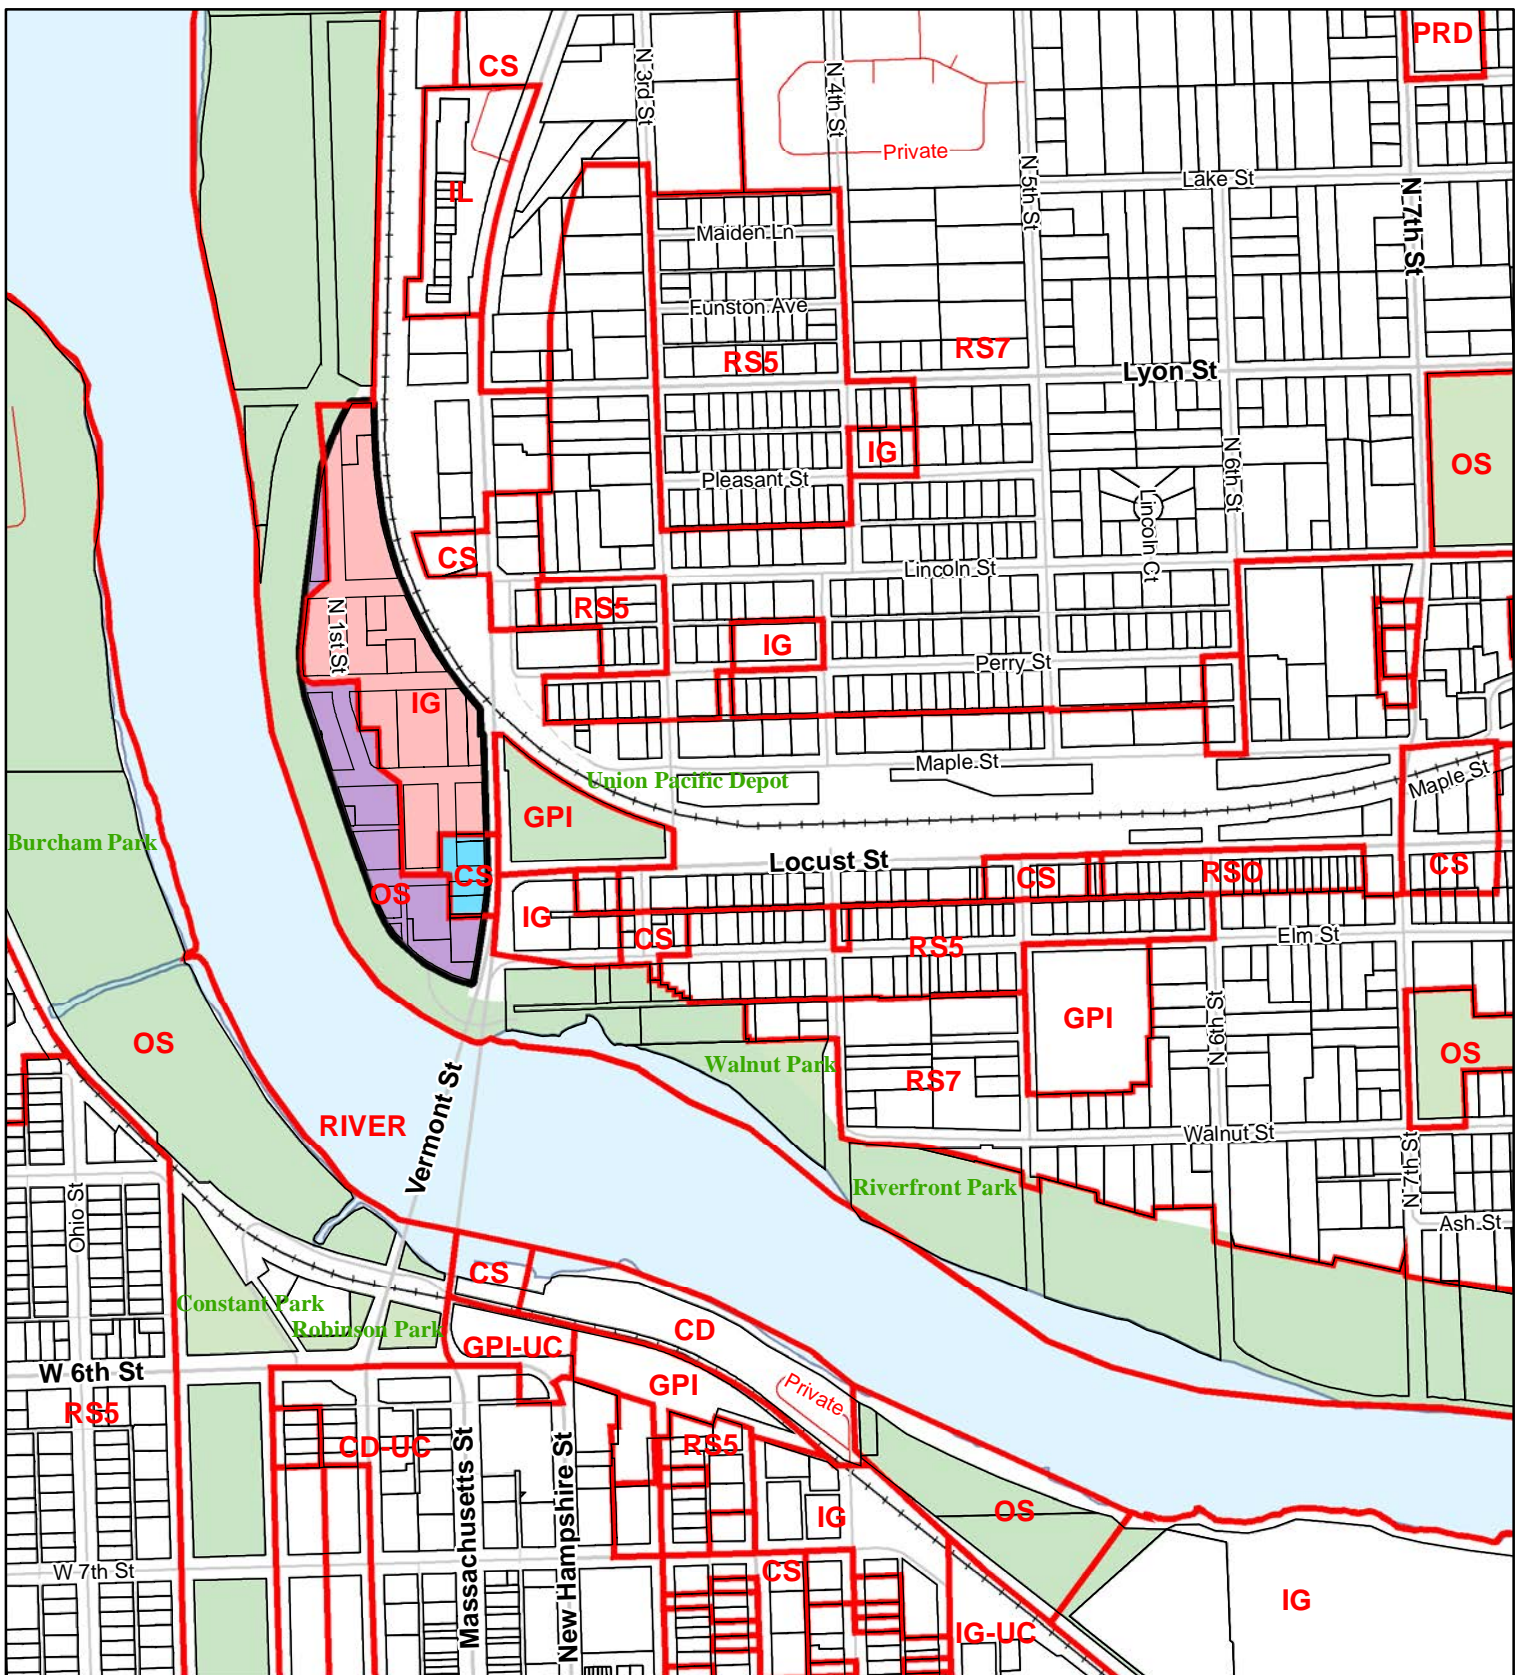 PRD
CS
N 3rd St
N 4th St
Private
N 5th St
Lake St
IL
N 7th St
Maiden Ln
Funston Ave
RS5
RS7
Lyon St
IG
OS
Pleasant St
N 6th St
Lincoln Ct
CS
Lincoln St
RS5
N 1st St
IG
Perry St
IG
Maple St
Union Pacific Depot
Maple St
GPI
Burcham Park
Locust St
CS
CS
RSO
CS
OS
IG
CS
RS5
Elm St
GPI
N 6th St
OS
OS
Walnut Park
RS7
Vermont St
RIVER
Walnut St
N 7th St
Riverfront Park
Ohio St
Ash St
CS
Constant Park
Robinson Park
CD
GPI-UC
W 6th St
GPI
Private
RS5
CD-UC
RS5
Massachusetts St
New Hampshire St
IG
OS
W 7th St
CS
IG
IG-UC